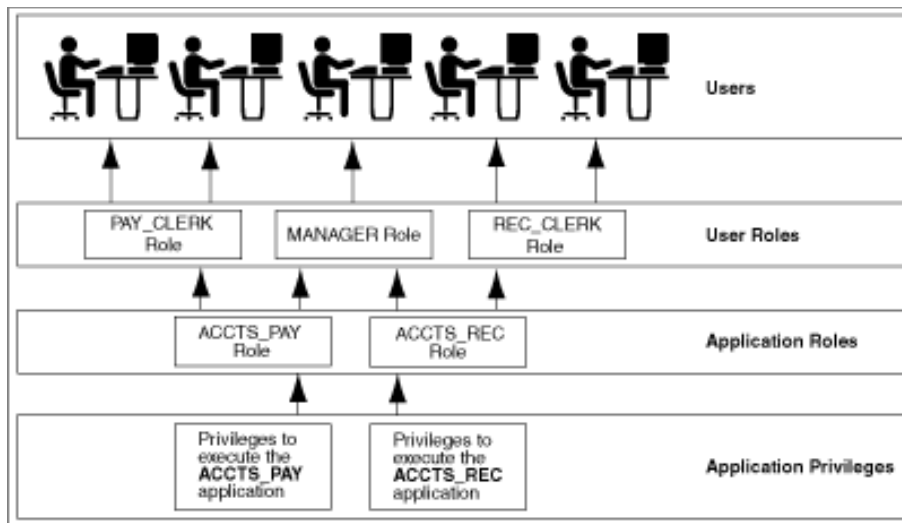 Users
PAY_CLERK
Role
MANAGER Role
REC_CLERK
Role
User Roles
ACCTS_PAY
Role
ACCTS_REC
Role
Application Roles
Privileges to
execute the
ACCTS_PAY
application
Privileges to
execute the
ACCTS_REC
application
Application Privileges